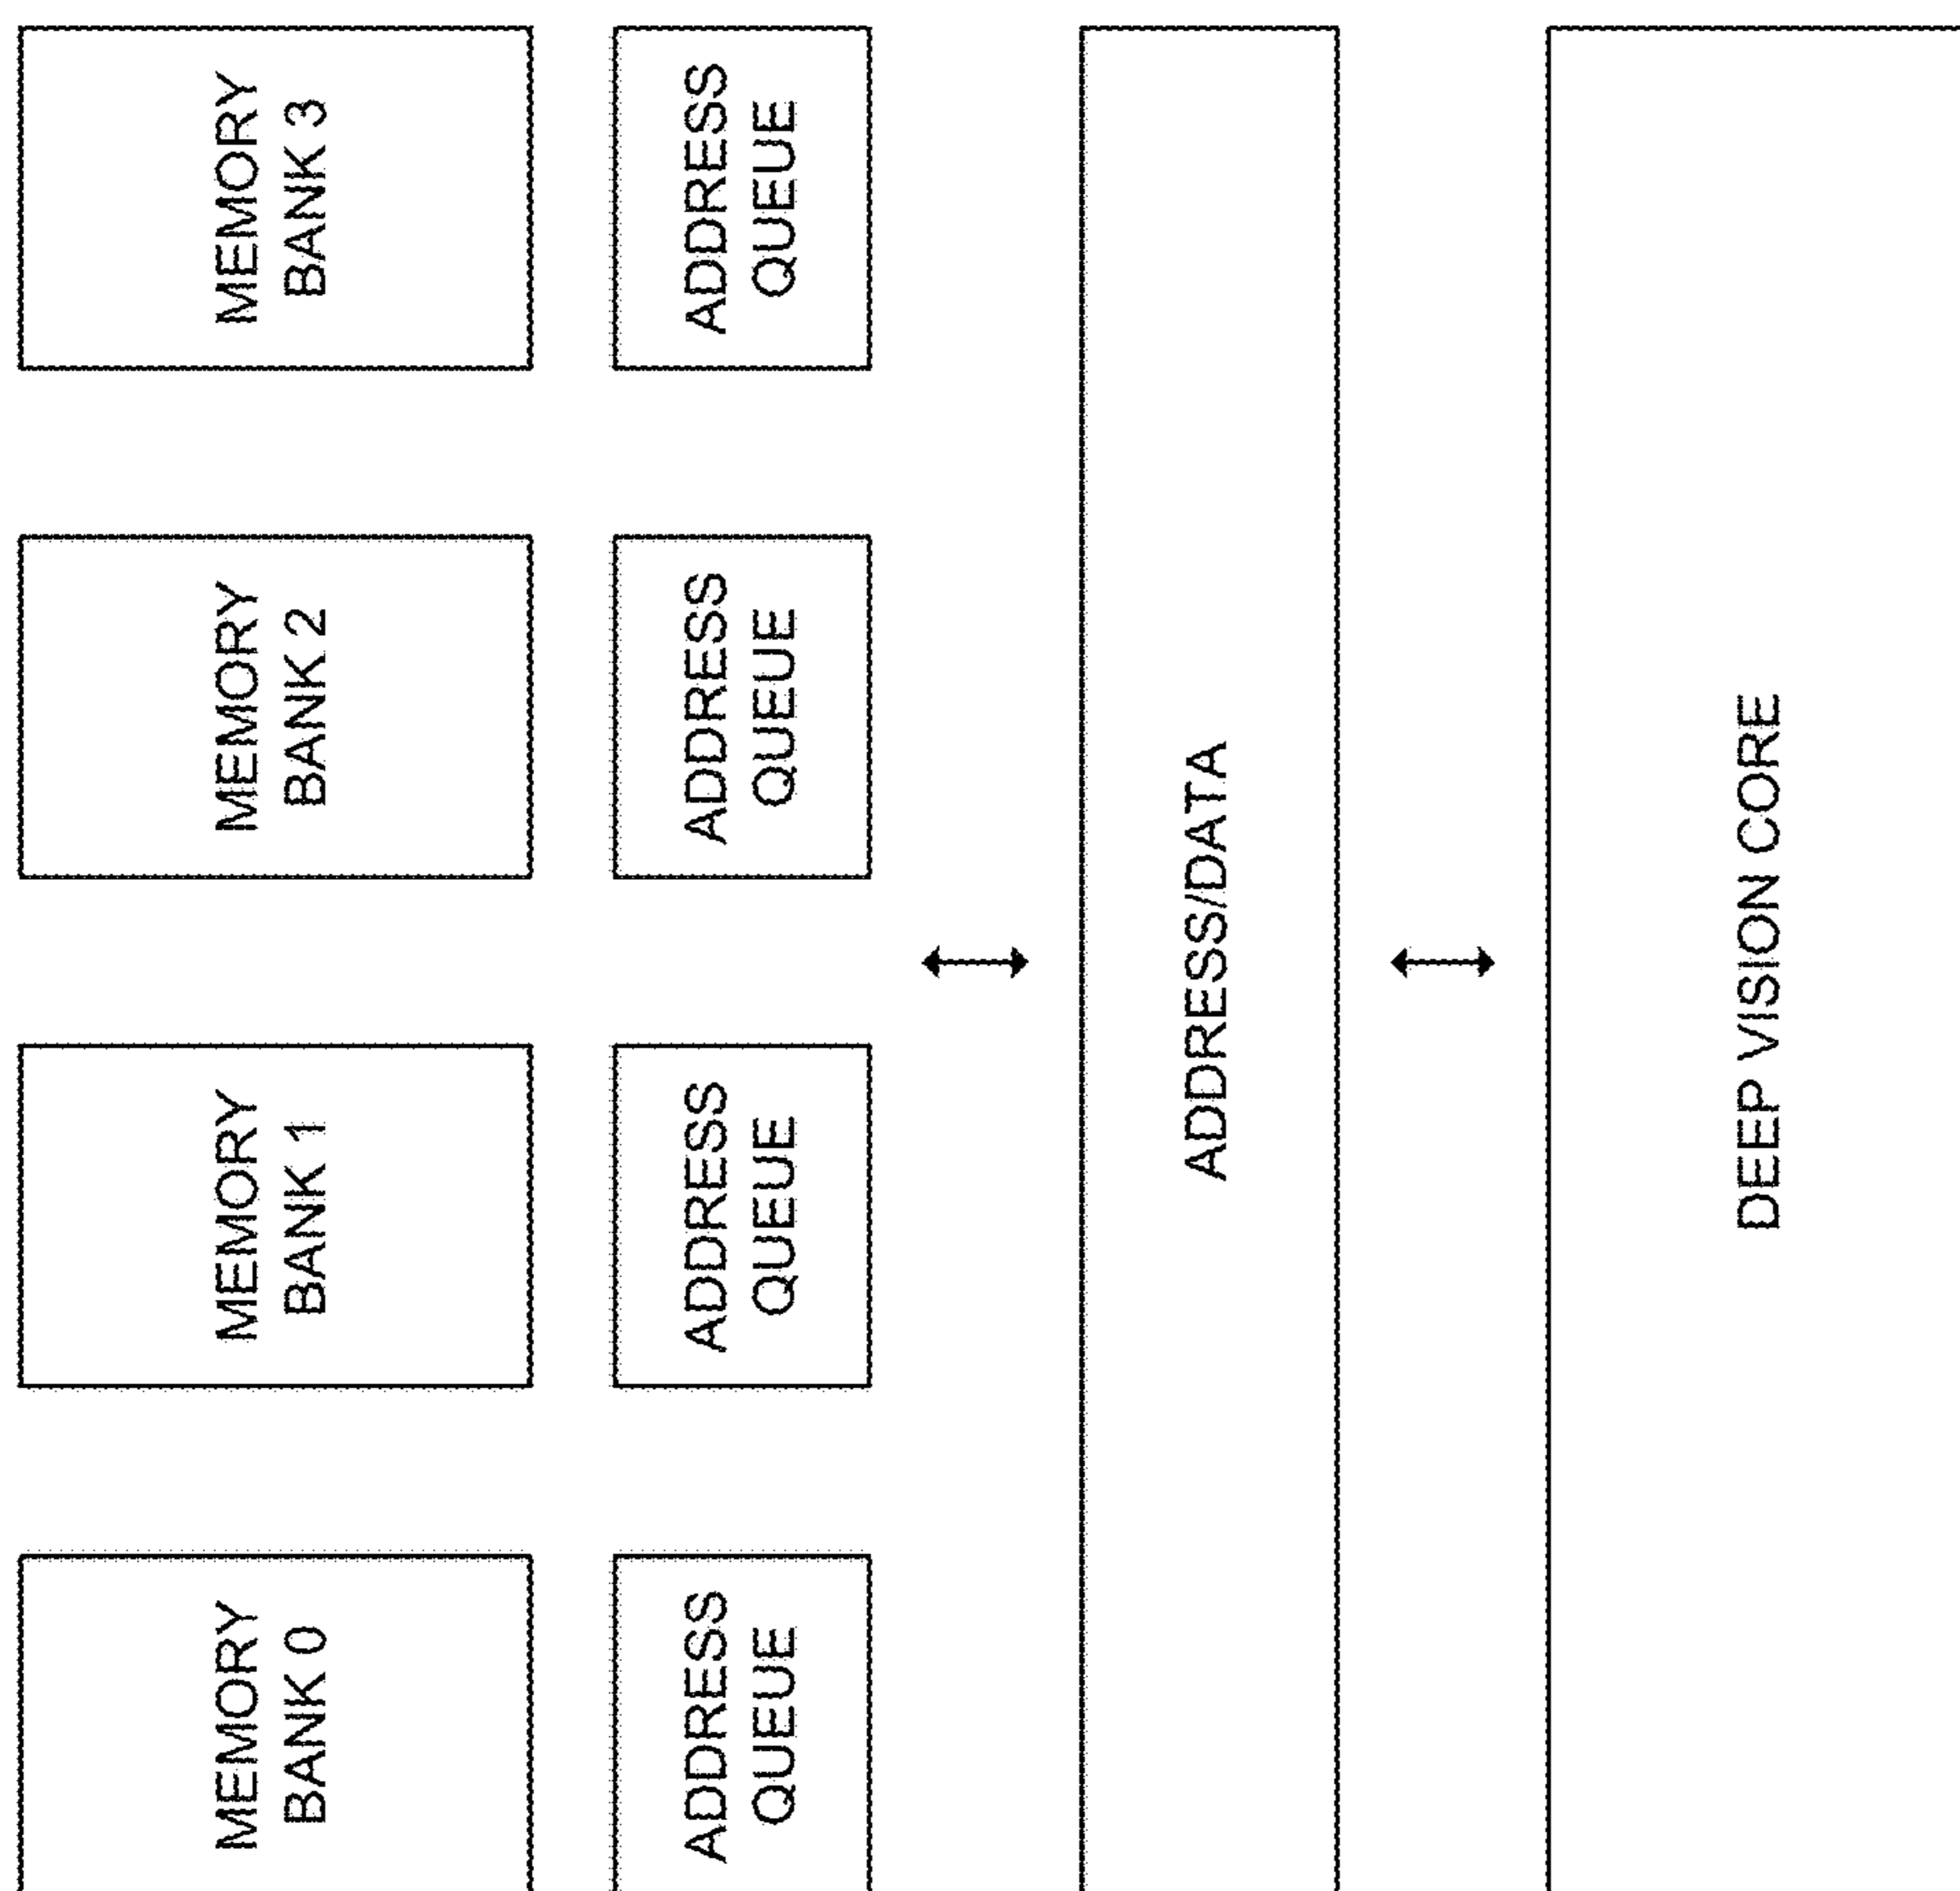 MEMORY
BANK 0
MEMORY
BANK 1
MEMORY
BANK 2
MEMORY
BANK 3
ADDRESS
QUEUE
ADDRESS
QUEUE
ADDRESS
QUEUE
ADDRESS
QUEUE
ADDRESS/DATA
DEEP VISION CORE